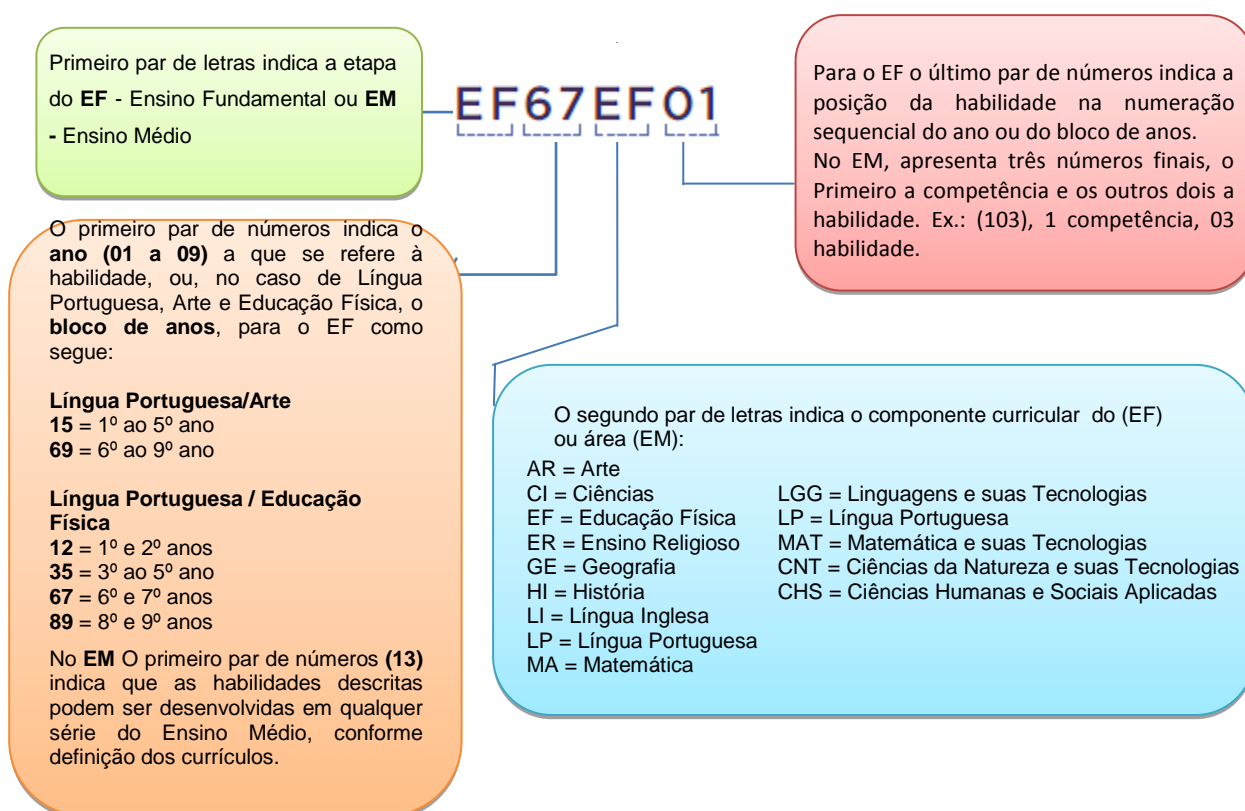 Primeiro par de letras indica a etapa
do EF - Ensino Fundamental ou EM
- Ensino Médio
EF67EF01
Para o EF o último par de números indica a
posição da habilidade na numeração
sequencial do ano ou do bloco de anos.
No EM, apresenta três números finais, o
Primeiro a competência e os outros dois a
habilidade. Ex.: (103), 1 competência, 03
habilidade.
O primeiro par de números indica o
ano (01 a 09) a que se refere à
habilidade, ou, no caso de Língua
Portuguesa, Arte e Educação Física, o
bloco de anos, para o EF como
segue:
Língua Portuguesa/Arte
15 = 1º ao 5º ano
69 = 6º ao 9º ano
Língua Portuguesa / Educação
Física
12 = 1º e 2º anos
35 = 3º ao 5º ano
67 = 6º e 7º anos
89 = 8º e 9º anos
No EM O primeiro par de números (13)
indica que as habilidades descritas
podem ser desenvolvidas em qualquer
série do Ensino Médio, conforme
definição dos currículos.
O segundo par de letras indica o componente curricular do (EF)
ou área (EM):
AR = Arte
CI = Ciências
EF = Educação Física
ER = Ensino Religioso
GE = Geografia
HI = História
LI = Língua Inglesa
LP = Língua Portuguesa
MA = Matemática
LGG = Linguagens e suas Tecnologias
LP = Língua Portuguesa
MAT = Matemática e suas Tecnologias
CNT = Ciências da Natureza e suas Tecnologias
CHS = Ciências Humanas e Sociais Aplicadas